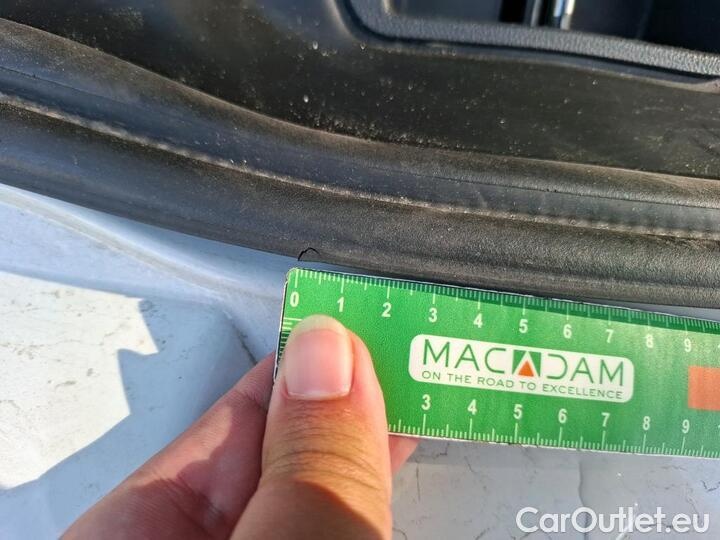 0 1 2 3 4 5 6 7 8 9
MACADAM
ON THE ROAD TO EXCELLENCE
3 4 5 6 7 8 9
CarOutlet.eu